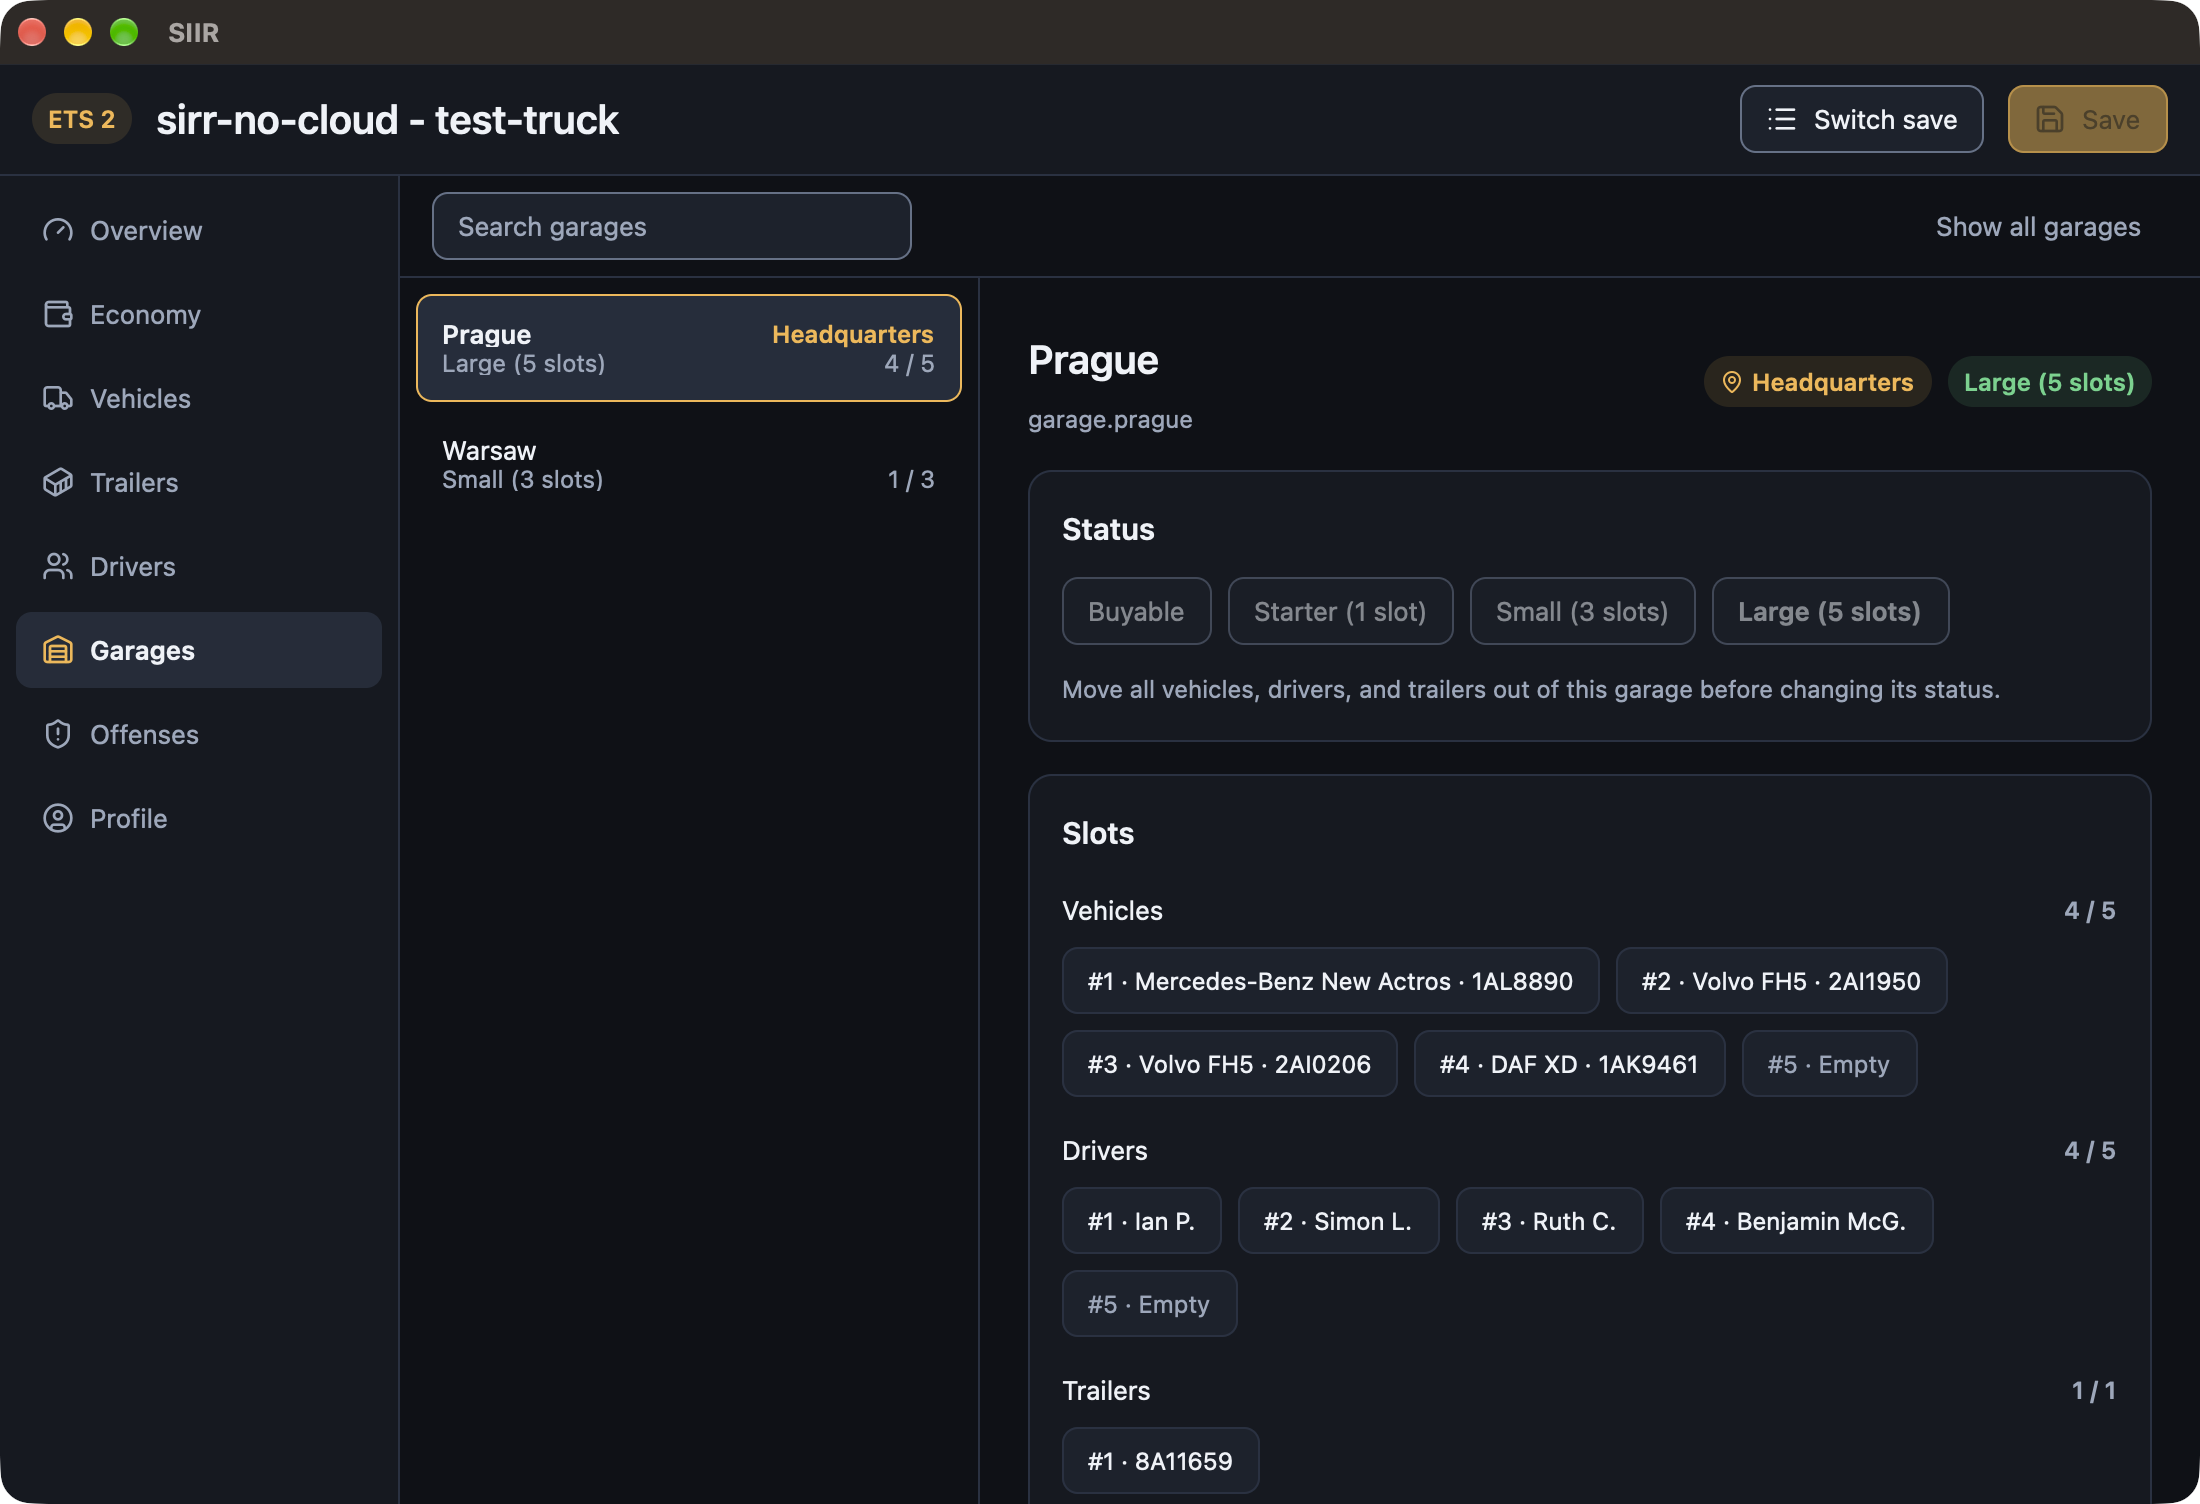 SIIR
ETS 2
sirr-no-cloud - test-truck
Switch save
Save
Overview
Economy
Vehicles
Trailers
Drivers
Garages
Offenses
Profile
Search garages
Show all garages
Prague
Headquarters
Large (5 slots)
4 / 5
Warsaw
Small (3 slots)
1 / 3
Prague
garage.prague
Headquarters
Large (5 slots)
Status
Buyable
Starter (1 slot)
Small (3 slots)
Large (5 slots)
Move all vehicles, drivers, and trailers out of this garage before changing its status.
Slots
Vehicles
4 / 5
#1 · Mercedes-Benz New Actros · 1AL8890
#2 · Volvo FH5 · 2AI1950
#3 · Volvo FH5 · 2AI0206
#4 · DAF XD · 1AK9461
#5 · Empty
Drivers
4 / 5
#1 · Ian P.
#2 · Simon L.
#3 · Ruth C.
#4 · Benjamin McG.
#5 · Empty
Trailers
1 / 1
#1 · 8A11659